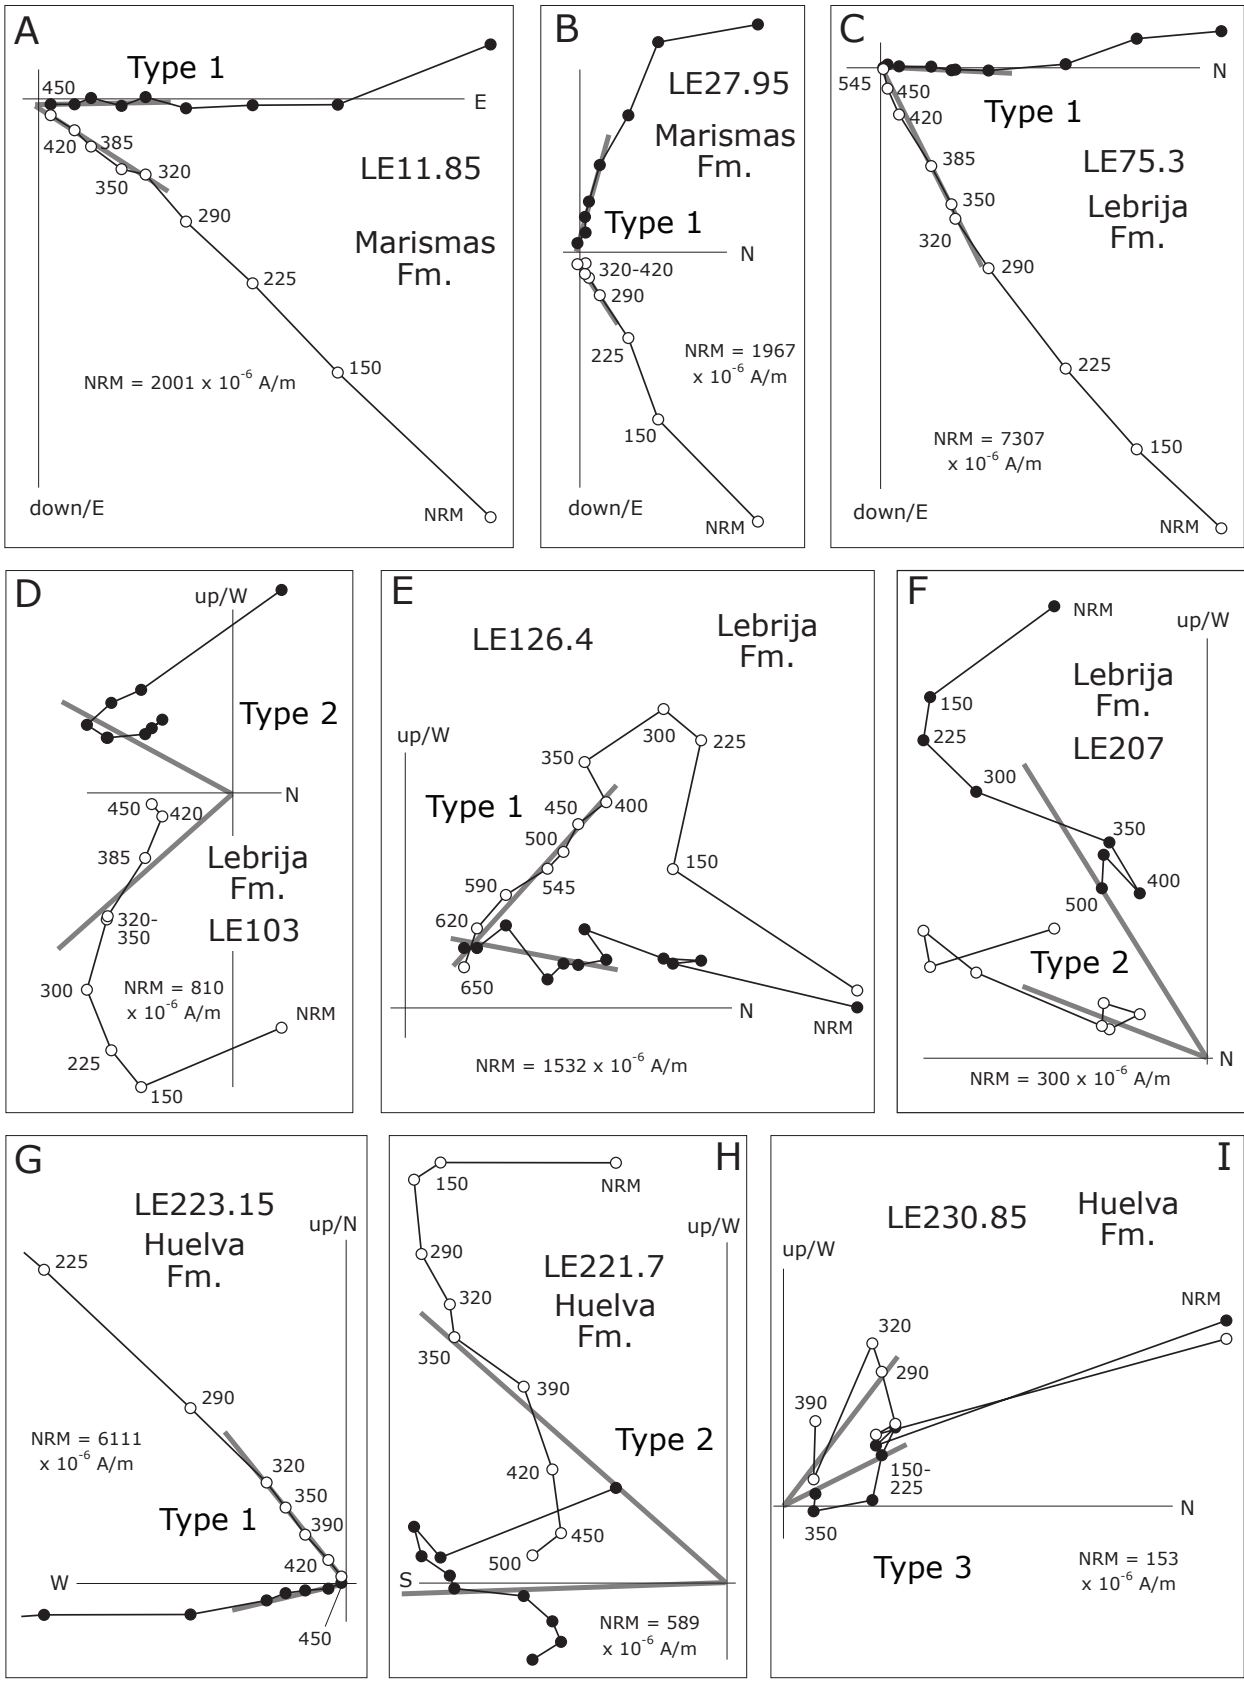 A
Type 1
450
E
420
385
320
350
LE11.85
290
Marismas
Fm.
225
150
NRM = 2001 x 10-6 A/m
down/E
NRM
B
LE27.95
Marismas
Fm.
Type 1
N
320-420
290
225
NRM = 1967
x 10-6 A/m
150
down/E
NRM
C
N
545
450
Type 1
420
385
LE75.3
Lebrija
Fm.
350
320
290
225
NRM = 7307
x 10-6 A/m
150
down/E
NRM
D
up/W
Type 2
N
450
420
385
Lebrija
Fm.
320-
350
LE103
300
NRM = 810
x 10-6 A/m
NRM
225
150
E
LE126.4
Lebrija
Fm.
up/W
300
225
350
Type 1
450
400
500
545
150
590
620
650
N
NRM
NRM = 1532 x 10-6 A/m
F
NRM
up/W
Lebrija
Fm.
150
225
LE207
300
350
400
500
Type 2
N
NRM = 300 x 10-6 A/m
G
LE223.15
Huelva
Fm.
up/N
225
290
NRM = 6111
x 10-6 A/m
320
350
Type 1
390
420
W
450
H
150
NRM
up/W
290
LE221.7
Huelva
Fm.
320
350
390
Type 2
420
450
500
S
NRM = 589
x 10-6 A/m
I
LE230.85
Huelva
Fm.
up/W
NRM
320
290
390
150-
225
N
350
Type 3
NRM = 153
x 10-6 A/m